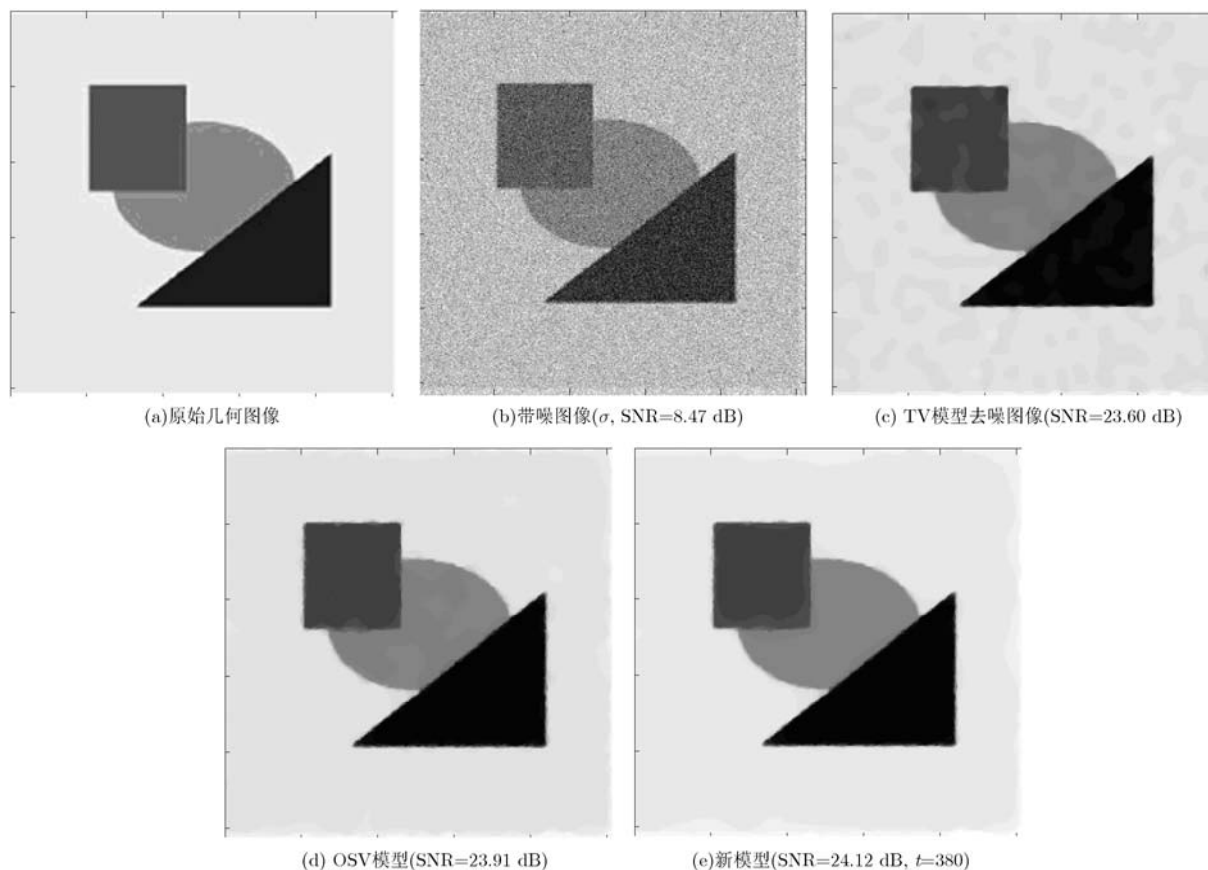 (a)原始几何图像
(b)带噪图像(σ, SNR=8.47 dB)
(c) TV模型去噪图像(SNR=23.60 dB)
(d) OSV模型(SNR=23.91 dB)
(e)新模型(SNR=24.12 dB, t=380)